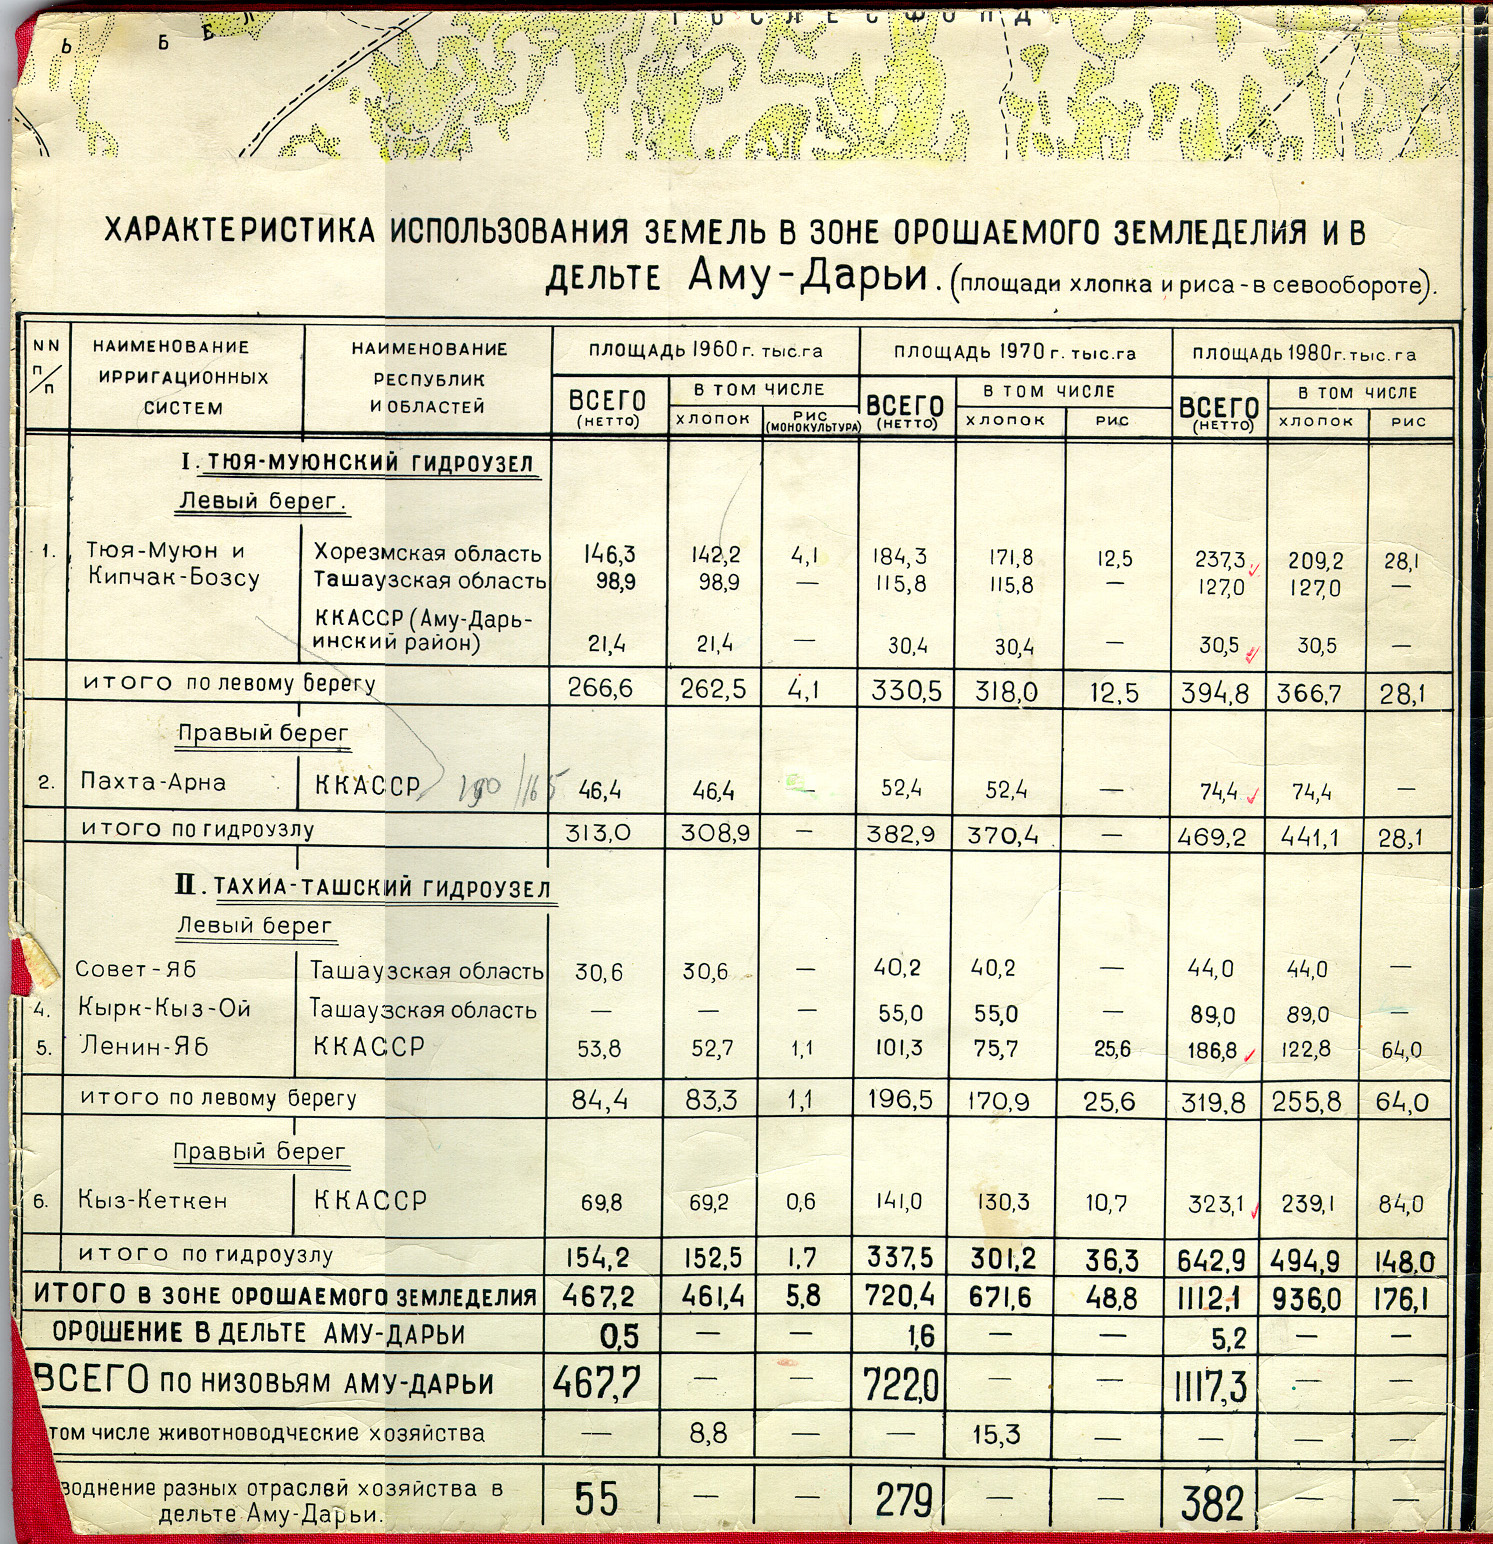 Ь Б Е Л
ГОСЛЕСФОНД
ХАРАКТЕРИСТИКА ИСПОЛЬЗОВАНИЯ ЗЕМЕЛЬ В ЗОНЕ ОРОШАЕМОГО ЗЕМЛЕДЕЛИЯ И В
ДЕЛЬТЕ АМУ-ДАРЬИ. (ПЛОЩАДИ ХЛОПКА И РИСА-В СЕВООБОРОТЕ).
NN П/П НАИМЕНОВАНИЕ ИРРИГАЦИОННЫХ СИСТЕМ НАИМЕНОВАНИЕ РЕСПУБЛИК И ОБЛАСТЕЙ ПЛОЩАДЬ 1960 г. тыс.га ПЛОЩАДЬ 1970 г. тыс.га ПЛОЩАДЬ 1980г. тыс. га
ВСЕГО (НЕТТО) В ТОМ ЧИСЛЕ ВСЕГО (НЕТТО) В ТОМ ЧИСЛЕ ВСЕГО (НЕТТО) В ТОМ ЧИСЛЕ
ХЛОПОК РИС (МОНОКУЛЬТУРА) ХЛОПОК РИС ХЛОПОК РИС
I. ТЮЯ-МУЮНСКИЙ ГИДРОУЗЕЛ
Левый берег.
1. Тюя-Муюн и Хорезмская область 146,3 142,2 4,1 184,3 171,8 12,5 237,3 209,2 28,1
Кипчак-Бозсу Ташаузская область 98,9 98,9 — 115,8 115,8 — 127,0 127,0 —
ККАССР (Аму-Дарь-
инский район) 21,4 21,4 — 30,4 30,4 — 30,5 30,5 —
ИТОГО по левому берегу 266,6 262,5 4,1 330,5 318,0 12,5 394,8 366,7 28,1
Правый берег
2. Пахта-Арна ККАССР 190/165 46,4 46,4 — 52,4 52,4 — 74,4 74,4 —
ИТОГО ПО ГИДРОУЗЛУ 313,0 308,9 — 382,9 370,4 — 469,2 441,1 28,1
II. ТАХИА-ТАШСКИЙ ГИДРОУЗЕЛ
Левый берег
Совет-Яб Ташаузская область 30,6 30,6 — 40,2 40,2 — 44,0 44,0 —
4. Кырк-Кыз-Ой Ташаузская область — — — 55,0 55,0 — 89,0 89,0 —
5. Ленин-Яб ККАССР 53,8 52,7 1,1 101,3 75,7 25,6 186,8 122,8 64,0
ИТОГО ПО левому берегу 84,4 83,3 1,1 196,5 170,9 25,6 319,8 255,8 64,0
Правый берег
6. Кыз-Кеткен ККАССР 69,8 69,2 0,6 141,0 130,3 10,7 323,1 239,1 84,0
ИТОГО по гидроузлу 154,2 152,5 1,7 337,5 301,2 36,3 642,9 494,9 148,0
ИТОГО В ЗОНЕ ОРОШАЕМОГО ЗЕМЛЕДЕЛИЯ 467,2 461,4 5,8 720,4 671,6 48,8 1112,1 936,0 176,1
ОРОШЕНИЕ В ДЕЛЬТЕ АМУ-ДАРЬИ 0,5 — — 1,6 — — 5,2 — —
ВСЕГО ПО НИЗОВЬЯМ АМУ-ДАРЬИ 467,7 — — 722,0 — — 1117,3 — —
том числе животноводческие хозяйства — 8,8 — — 15,3 — — — —
воднение разных отраслей хозяйства в
дельте Аму-Дарьи. 55 — — 279 — — 382 — —